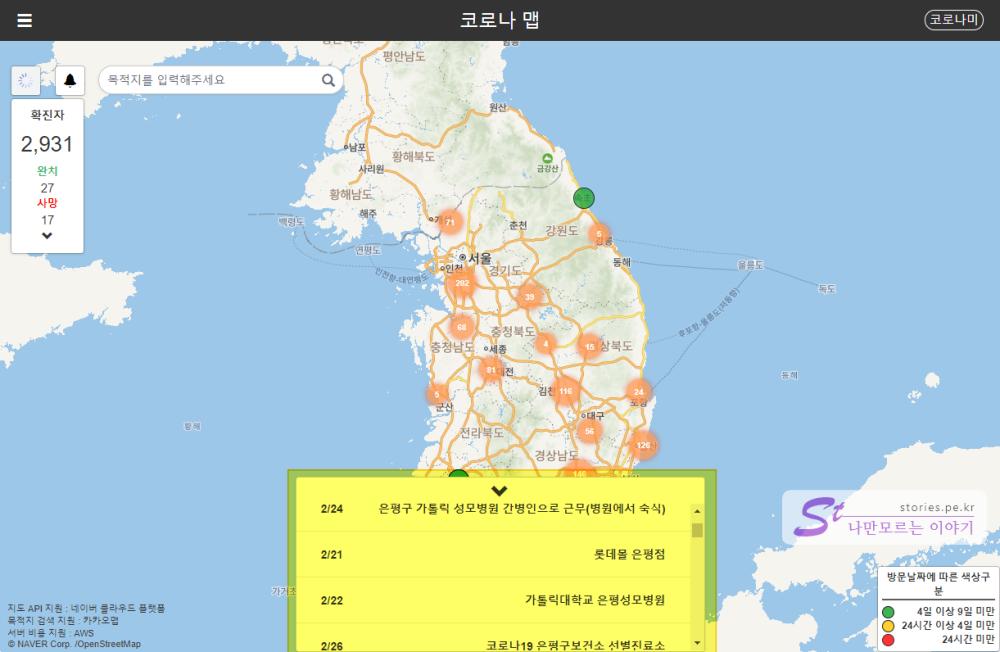 코로나 맵
코로나미
목적지를 입력해주세요
확진자
2,931
완치
27
사망
17
평안남도
원산
남포
황해북도
사리원
금강산
황해남도
해주
백령도
71
춘천
강원도
5
연평도
서울
동해
울릉도
인천
경기도
인천항-대연평도
202
39
독도
68
충청북도
충청남도
세종
4
15
상북도
81
김천
116
24
5
군산
대구
56
동해
황해
전라북도
126
경상남도
2/24 은평구 가톨릭 성모병원 간병인으로 근무(병원에서 숙식)
2/21 롯데몰 은평점
2/22 가톨릭대학교 은평성모병원
2/26 코로나19 은평구보건소 선별진료소
St
stories.pe.kr
나만모르는 이야기
방문날짜에 따른 색상구
분
4일 이상 9일 미만
24시간 이상 4일 미만
24시간 미만
지도 API 지원 : 네이버 클라우드 플랫폼
목적지 검색 지원 : 카카오맵
서버 비용 지원 : AWS
© NAVER Corp. /OpenStreetMap